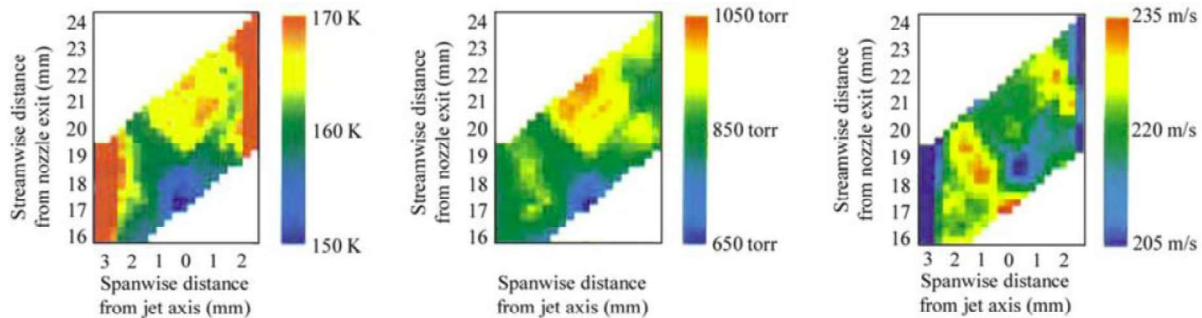 24
23
22
21
20
19
18
17
16
Streamwise distance
from nozzle exit (mm)
3 2 1 0 1 2
Spanwise distance
from jet axis (mm)
170 K
160 K
150 K
24
23
22
21
20
19
18
17
16
Streamwise distance
from nozzle exit (mm)
Spanwise distance
from jet axis (mm)
1050 torr
850 torr
650 torr
24
23
22
21
20
19
18
17
16
Streamwise distance
from nozzle exit (mm)
3 2 1 0 1 2
Spanwise distance
from jet axis (mm)
235 m/s
220 m/s
205 m/s